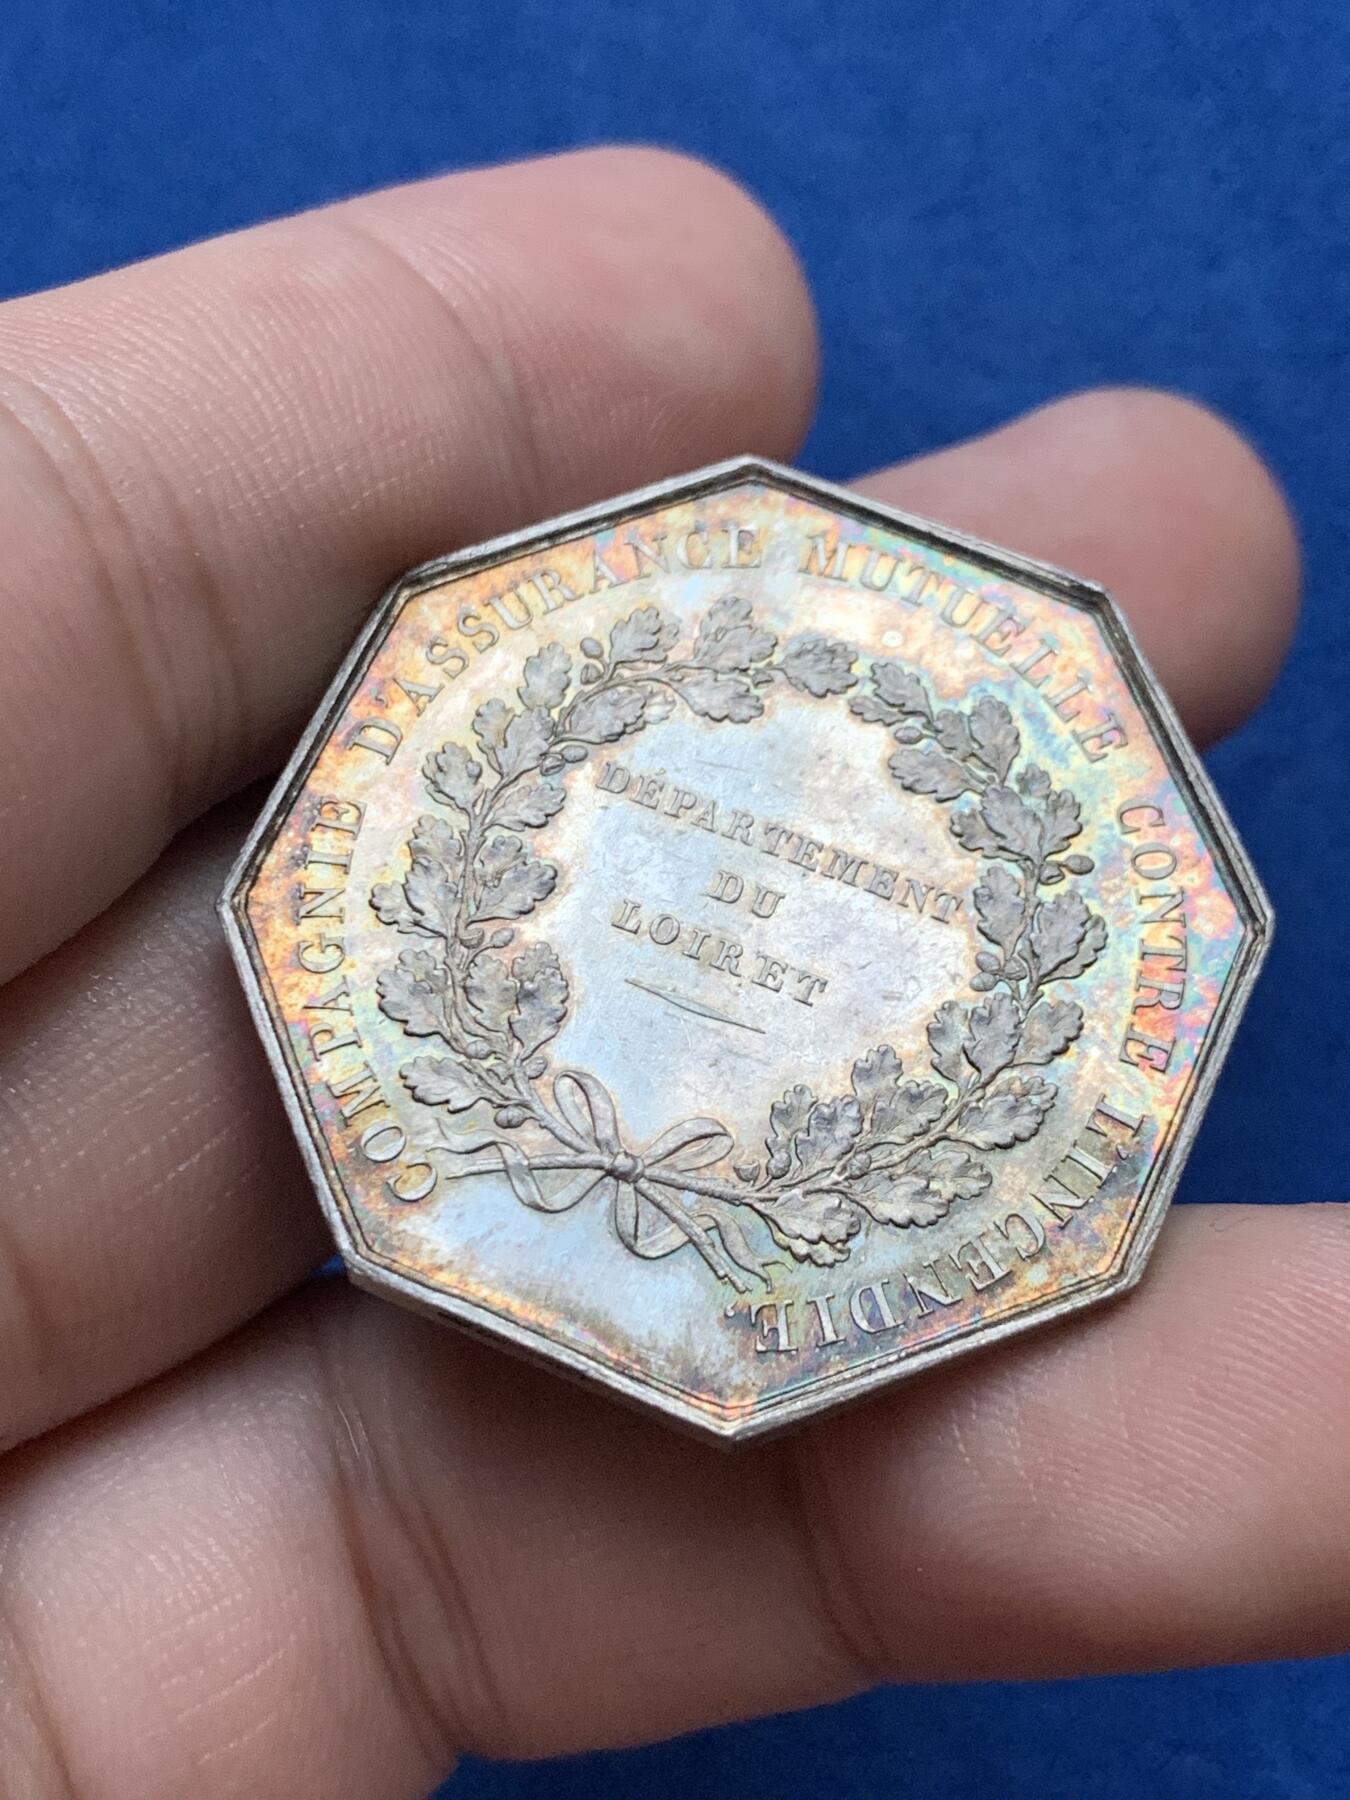 COMPAGNIE D'ASSURANCE MUTUELLE CONTRE L'INCENDIE.
DÉPARTEMENT
DU
LOIRET